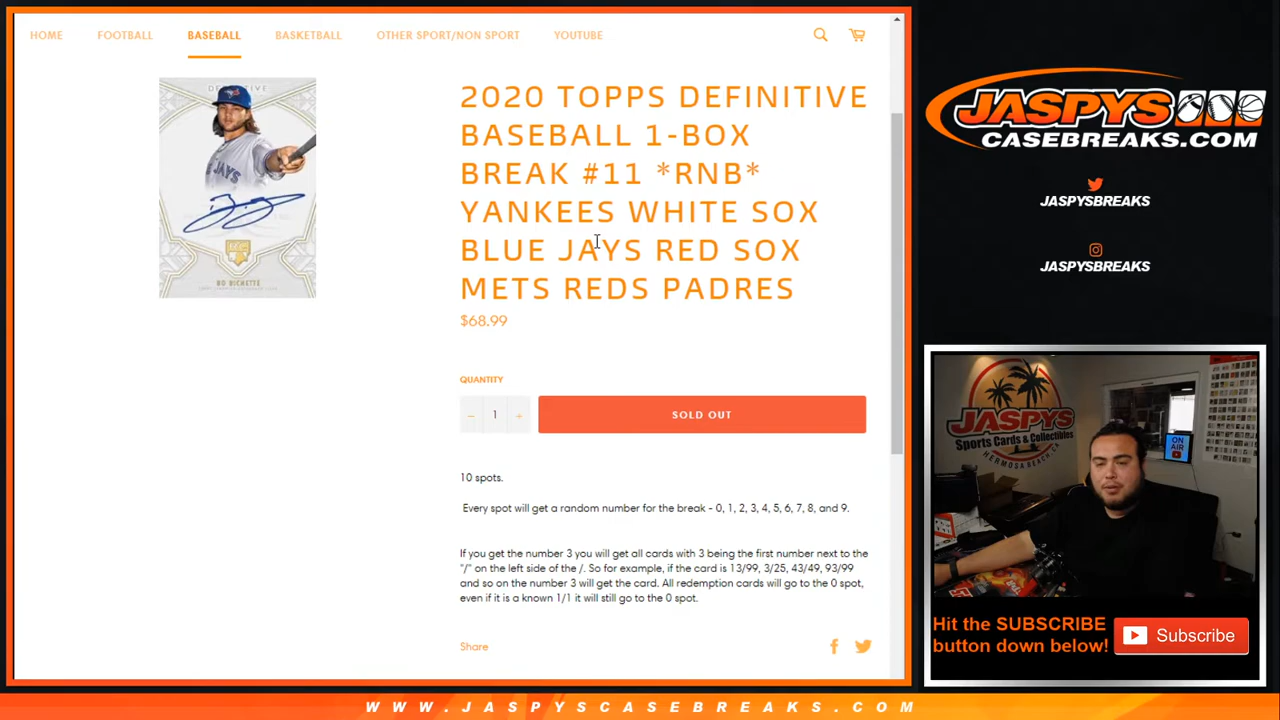 HOME FOOTBALL BASEBALL BASKETBALL OTHER SPORT/NON SPORT YOUTUBE
2020 TOPPS DEFINITIVE
BASEBALL 1-BOX
BREAK #11 *RNB*
YANKEES WHITE SOX
BLUE JAYS RED SOX
METS REDS PADRES
$68.99
QUANTITY
− 1 +
SOLD OUT
10 spots.
Every spot will get a random number for the break - 0, 1, 2, 3, 4, 5, 6, 7, 8, and 9.
If you get the number 3 you will get all cards with 3 being the first number next to the
"/" on the left side of the /. So for example, if the card is 13/99, 3/25, 43/49, 93/99
and so on the number 3 will get the card. All redemption cards will go to the 0 spot,
even if it is a known 1/1 it will still go to the 0 spot.
Share
DEFINITIVE
JAYS
BO BICHETTE
JASPYS
CASEBREAKS.COM
JASPYSBREAKS
JASPYSBREAKS
JASPYS
Sports Cards & Collectibles
HERMOSA BEACH, CA
ON
AIR
Hit the SUBSCRIBE
button down below!
Subscribe
WWW.JASPYSCASEBREAKS.COM